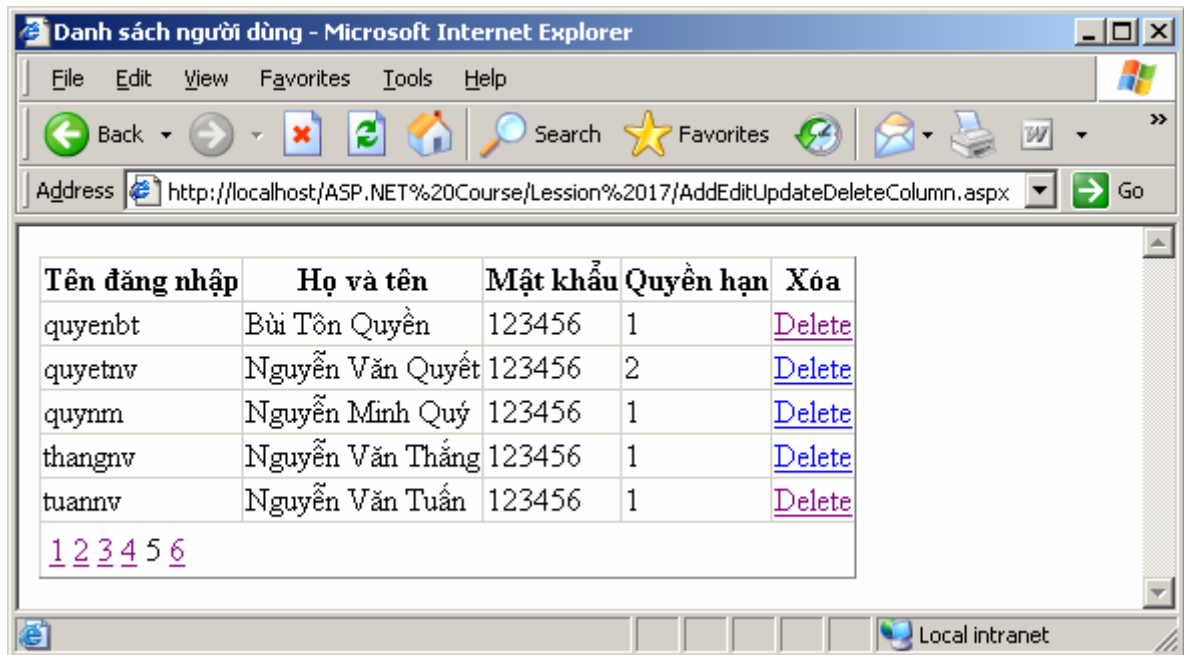 Danh sách người dùng - Microsoft Internet Explorer
File Edit View Favorites Tools Help
Back Search Favorites W »
Address http://localhost/ASP.NET%20Course/Lession%2017/AddEditUpdateDeleteColumn.aspx Go
Tên đăng nhập Họ và tên Mật khẩu Quyền hạn Xóa
quyenbt Bùi Tôn Quyền 123456 1 Delete
quyetnv Nguyễn Văn Quyết 123456 2 Delete
quynm Nguyễn Minh Quý 123456 1 Delete
thangnv Nguyễn Văn Thắng 123456 1 Delete
tuannv Nguyễn Văn Tuấn 123456 1 Delete
1 2 3 4 5 6
Local intranet